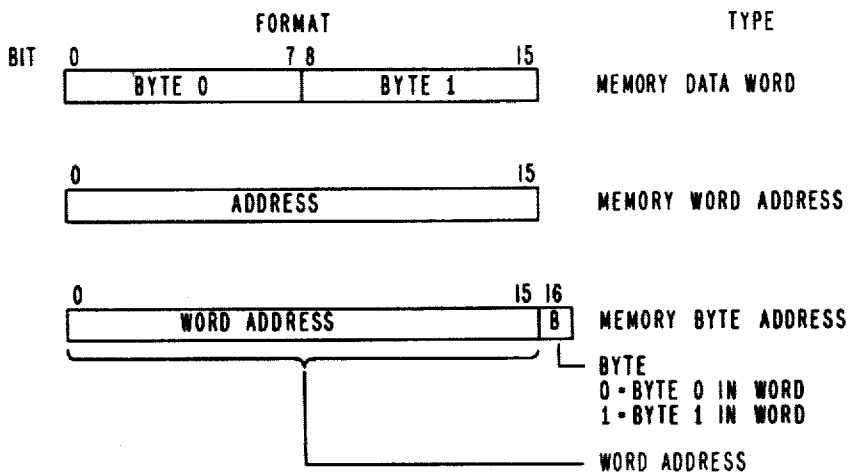 FORMAT TYPE
BIT 0 7 8 15
BYTE 0 BYTE 1 MEMORY DATA WORD
0 15
ADDRESS MEMORY WORD ADDRESS
0 15 16
WORD ADDRESS B MEMORY BYTE ADDRESS
BYTE
0=BYTE 0 IN WORD
1=BYTE 1 IN WORD
WORD ADDRESS